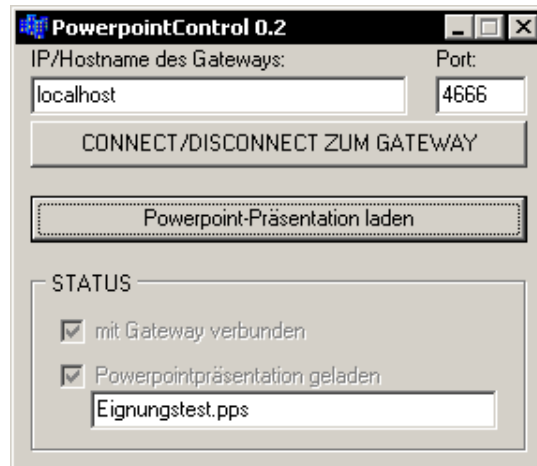 PowerpointControl 0.2
IP/Hostname des Gateways: Port:
localhost 4666
CONNECT/DISCONNECT ZUM GATEWAY
Powerpoint-Präsentation laden
STATUS
mit Gateway verbunden
Powerpointpräsentation geladen
Eignungstest.pps